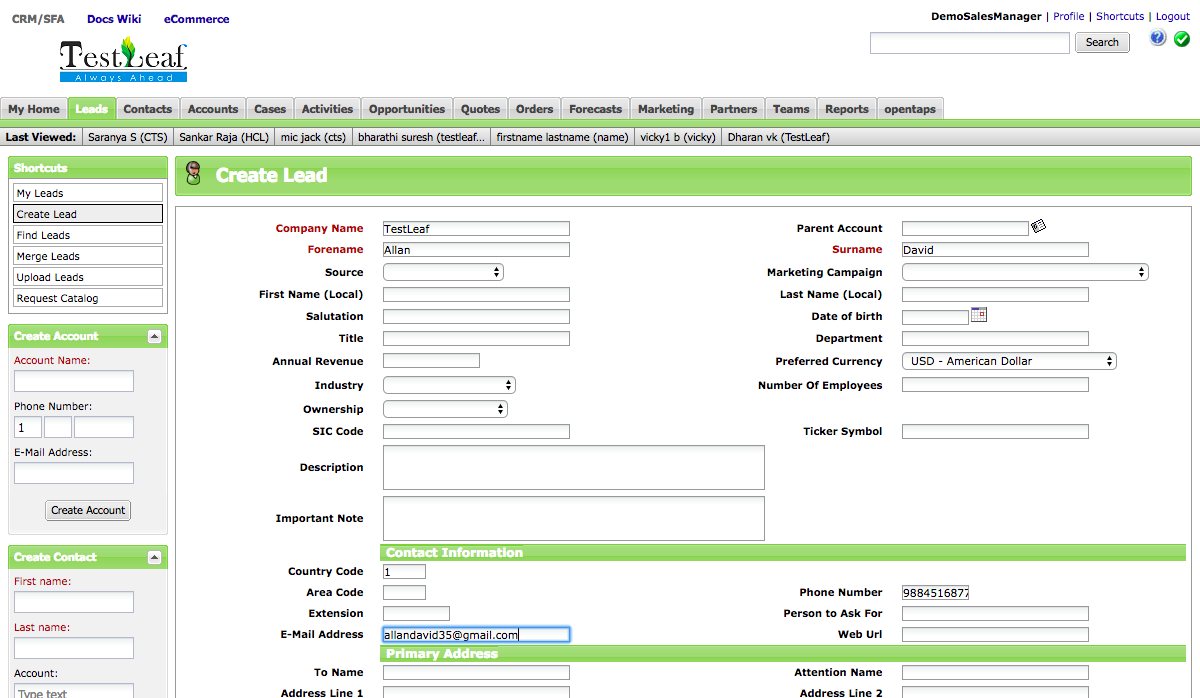 CRM/SFA Docs Wiki eCommerce
DemoSalesManager | Profile | Shortcuts | Logout
Search
TestLeaf
Always Ahead
My Home Leads Contacts Accounts Cases Activities Opportunities Quotes Orders Forecasts Marketing Partners Teams Reports opentaps
Last Viewed: Saranya S (CTS) Sankar Raja (HCL) mic jack (cts) bharathi suresh (testleaf... firstname lastname (name) vicky1 b (vicky) Dharan vk (TestLeaf)
Shortcuts
My Leads
Create Lead
Find Leads
Merge Leads
Upload Leads
Request Catalog
Create Account
Account Name:
Phone Number:
1
E-Mail Address:
Create Account
Create Contact
First name:
Last name:
Account:
Type text
Create Lead
Company Name TestLeaf Parent Account
Forename Allan Surname David
Source Marketing Campaign
First Name (Local) Last Name (Local)
Salutation Date of birth
Title Department
Annual Revenue Preferred Currency USD - American Dollar
Industry Number Of Employees
Ownership
SIC Code Ticker Symbol
Description
Important Note
Contact Information
Country Code 1
Area Code Phone Number 9884516877
Extension Person to Ask For
E-Mail Address allandavid35@gmail.com Web Url
Primary Address
To Name Attention Name
Address Line 1 Address Line 2